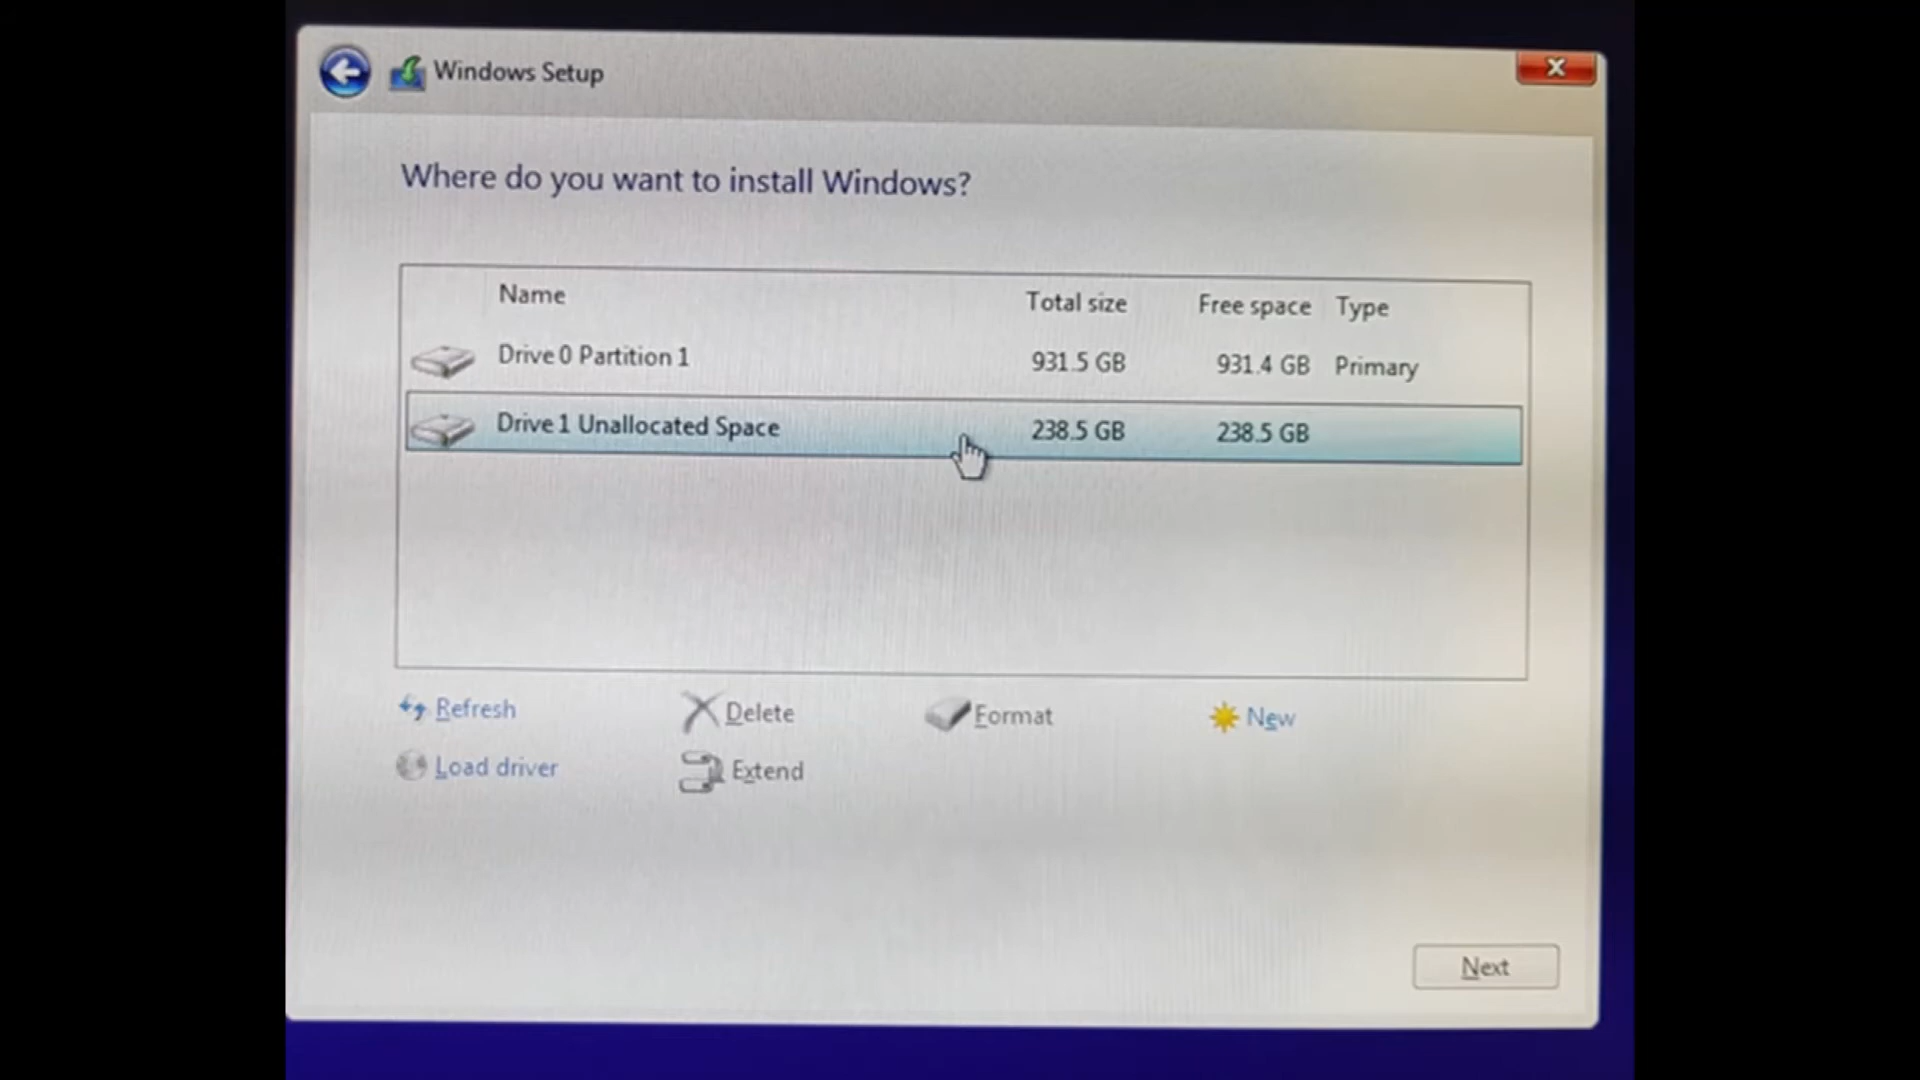 Windows Setup
Where do you want to install Windows?
Name Total size Free space Type
Drive 0 Partition 1 931.5 GB 931.4 GB Primary
Drive 1 Unallocated Space 238.5 GB 238.5 GB
Refresh Delete Format New
Load driver Extend
Next